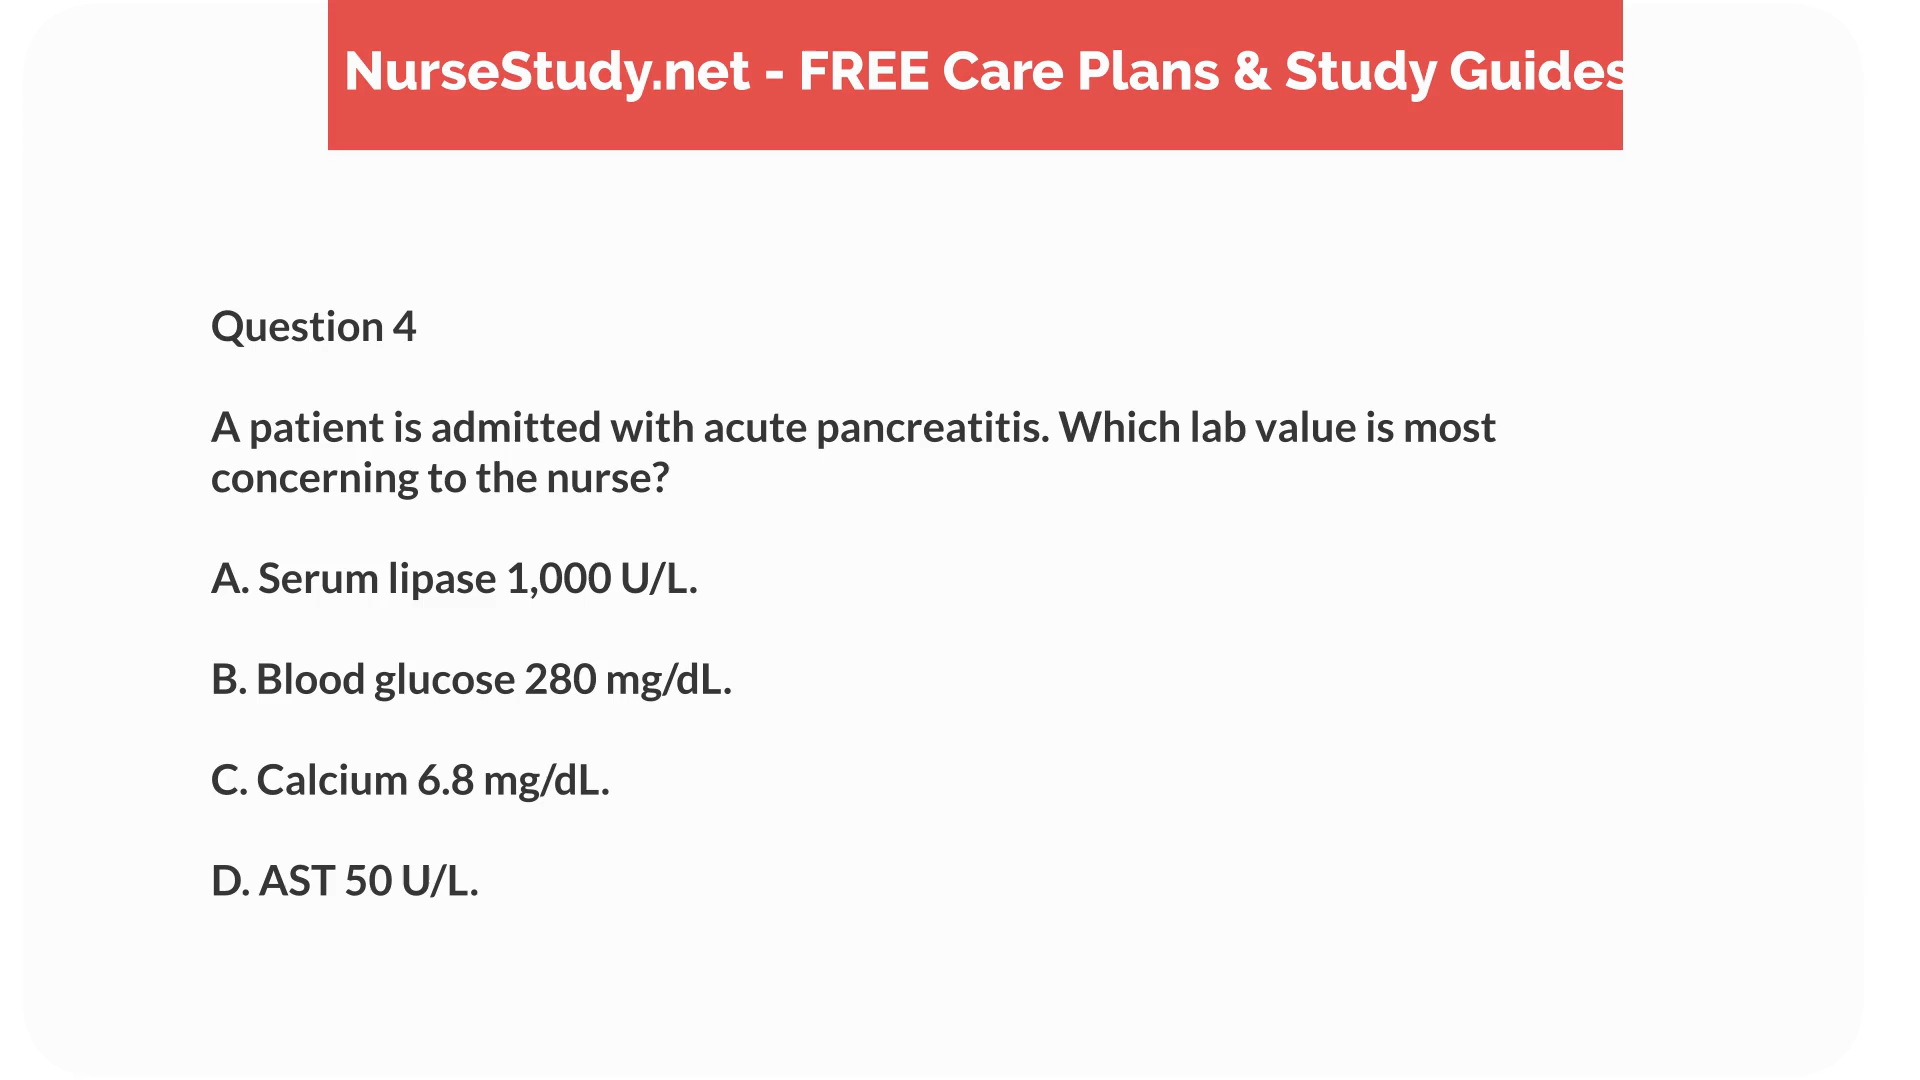 NurseStudy.net - FREE Care Plans & Study Guides
Question 4
A patient is admitted with acute pancreatitis. Which lab value is most
concerning to the nurse?
A. Serum lipase 1,000 U/L.
B. Blood glucose 280 mg/dL.
C. Calcium 6.8 mg/dL.
D. AST 50 U/L.